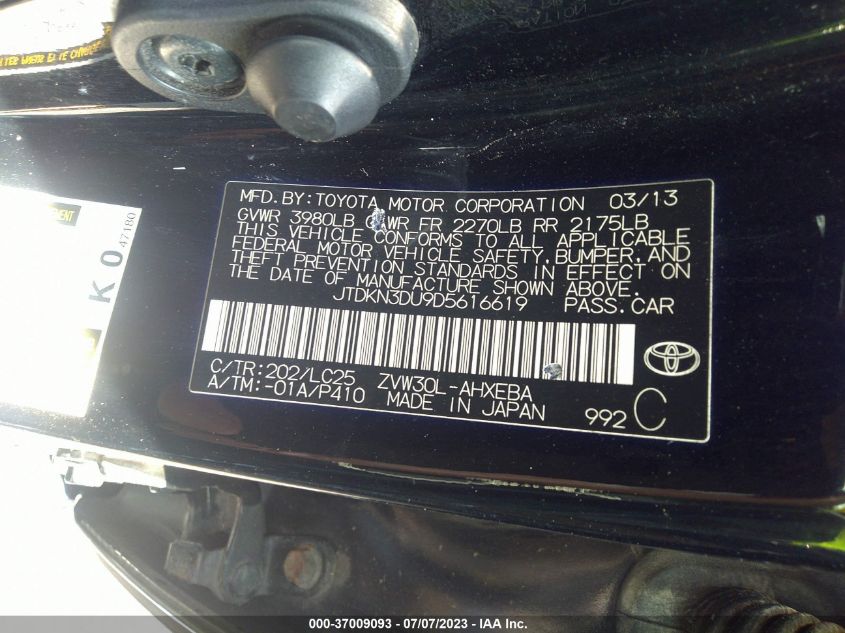 MFD. BY: TOYOTA MOTOR CORPORATION 03/13
GVWR 3980LB GAWR FR 2270LB RR 2175LB
THIS VEHICLE CONFORMS TO ALL APPLICABLE
FEDERAL MOTOR VEHICLE SAFETY, BUMPER, AND
THEFT PREVENTION STANDARDS IN EFFECT ON
THE DATE OF MANUFACTURE SHOWN ABOVE.
JTDKN3DU9D5616619 PASS. CAR
C/TR: 202/LC25 ZVW30L-AHXEBA
A/TM: -01A/P410 MADE IN JAPAN 992 C
K 0
47180
000-37009093 - 07/07/2023 - IAA Inc.